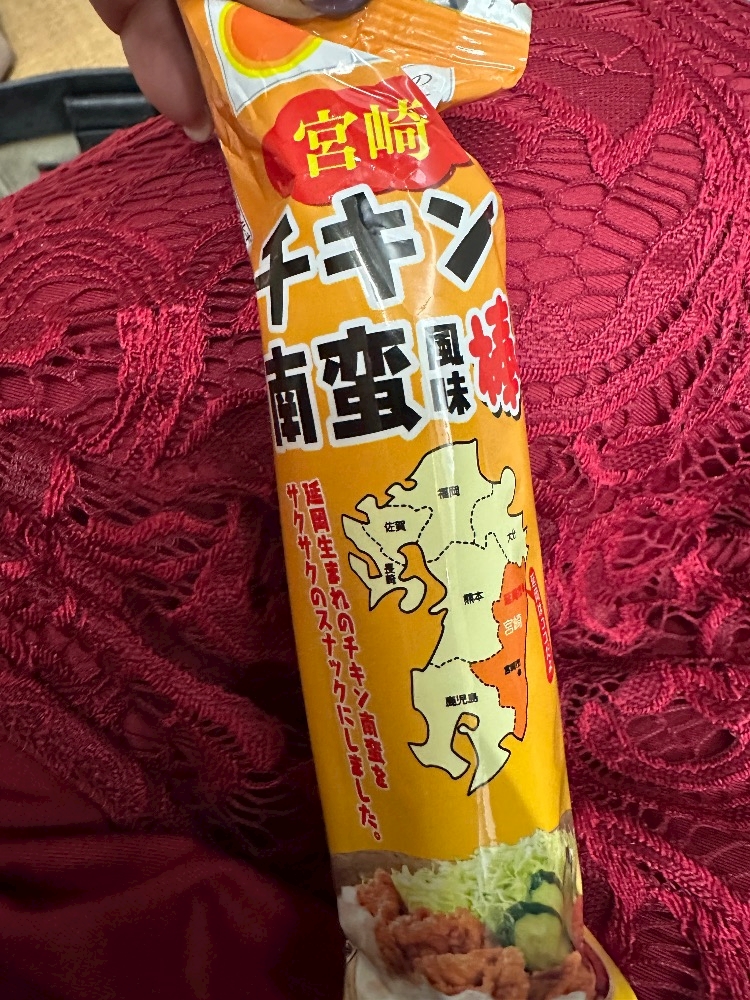 宮崎
チキン
南蛮風味棒
延岡生まれのチキン南蛮を
サクサクのスナックにしました。
福岡
佐賀
大分
長崎
熊本
宮崎
鹿児島